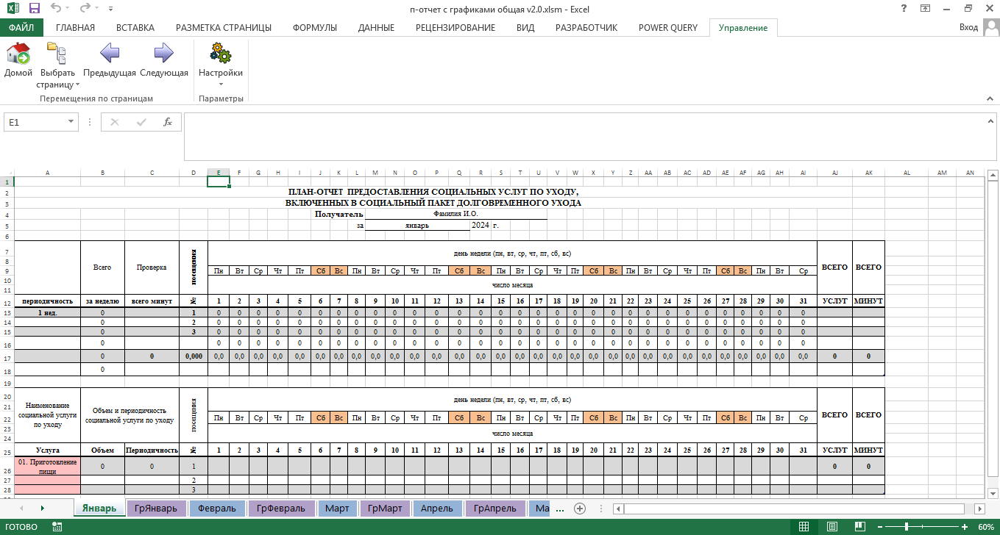 п-отчет с графиками общая v2.0.xlsm - Excel
ФАЙЛ ГЛАВНАЯ ВСТАВКА РАЗМЕТКА СТРАНИЦЫ ФОРМУЛЫ ДАННЫЕ РЕЦЕНЗИРОВАНИЕ ВИД РАЗРАБОТЧИК POWER QUERY Управление Вход
Домой Выбрать страницу Предыдущая Следующая Настройки
Перемещения по страницам Параметры
E1
A B C D E F G H I J K L M N O P Q R S T U V W X Y Z AA AB AC AD AE AF AG AH AI AJ AK AL AM AN
1
2 ПЛАН-ОТЧЕТ ПРЕДОСТАВЛЕНИЯ СОЦИАЛЬНЫХ УСЛУГ ПО УХОДУ,
3 ВКЛЮЧЕННЫХ В СОЦИАЛЬНЫЙ ПАКЕТ ДОЛГОВРЕМЕННОГО УХОДА
4 Получатель Фамилия И.О.
5 за январь 2024 г.
6
7 Всего Проверка посещения день недели (пн, вт, ср, чт, пт, сб, вс) ВСЕГО ВСЕГО
8
9 Пн Вт Ср Чт Пт Сб Вс Пн Вт Ср Чт Пт Сб Вс Пн Вт Ср Чт Пт Сб Вс Пн Вт Ср Чт Пт Сб Вс Пн Вт Ср
10 число месяца
11
12 периодичность за неделю всего минут № 1 2 3 4 5 6 7 8 9 10 11 12 13 14 15 16 17 18 19 20 21 22 23 24 25 26 27 28 29 30 31 УСЛУГ МИНУТ
13 1 нед. 0 1 0 0 0 0 0 0 0 0 0 0 0 0 0 0 0 0 0 0 0 0 0 0 0 0 0 0 0 0 0 0 0
14 0 2 0 0 0 0 0 0 0 0 0 0 0 0 0 0 0 0 0 0 0 0 0 0 0 0 0 0 0 0 0 0 0
15 0 3 0 0 0 0 0 0 0 0 0 0 0 0 0 0 0 0 0 0 0 0 0 0 0 0 0 0 0 0 0 0 0
16 0 0 0 0 0 0 0 0 0 0 0 0 0 0 0 0 0 0 0 0 0 0 0 0 0 0 0 0 0 0 0 0 0
17 0 0 0,000 0,0 0,0 0,0 0,0 0,0 0,0 0,0 0,0 0,0 0,0 0,0 0,0 0,0 0,0 0,0 0,0 0,0 0,0 0,0 0,0 0,0 0,0 0,0 0,0 0,0 0,0 0,0 0,0 0,0 0,0 0,0 0 0
18 0
19
20 Наименование социальной услуги по уходу Объем и периодичность социальной услуги по уходу посещения день недели (пн, вт, ср, чт, пт, сб, вс) ВСЕГО ВСЕГО
21
22 Пн Вт Ср Чт Пт Сб Вс Пн Вт Ср Чт Пт Сб Вс Пн Вт Ср Чт Пт Сб Вс Пн Вт Ср Чт Пт Сб Вс Пн Вт Ср
23 число месяца
24
25 Услуга Объем Периодичность № 1 2 3 4 5 6 7 8 9 10 11 12 13 14 15 16 17 18 19 20 21 22 23 24 25 26 27 28 29 30 31 УСЛУГ МИНУТ
26 01. Приготовление пищи 0 0 1 0 0
27 2
28 3
Январь ГрЯнварь Февраль ГрФевраль Март ГрМарт Апрель ГрАпрель Ма ...
ГОТОВО 60%